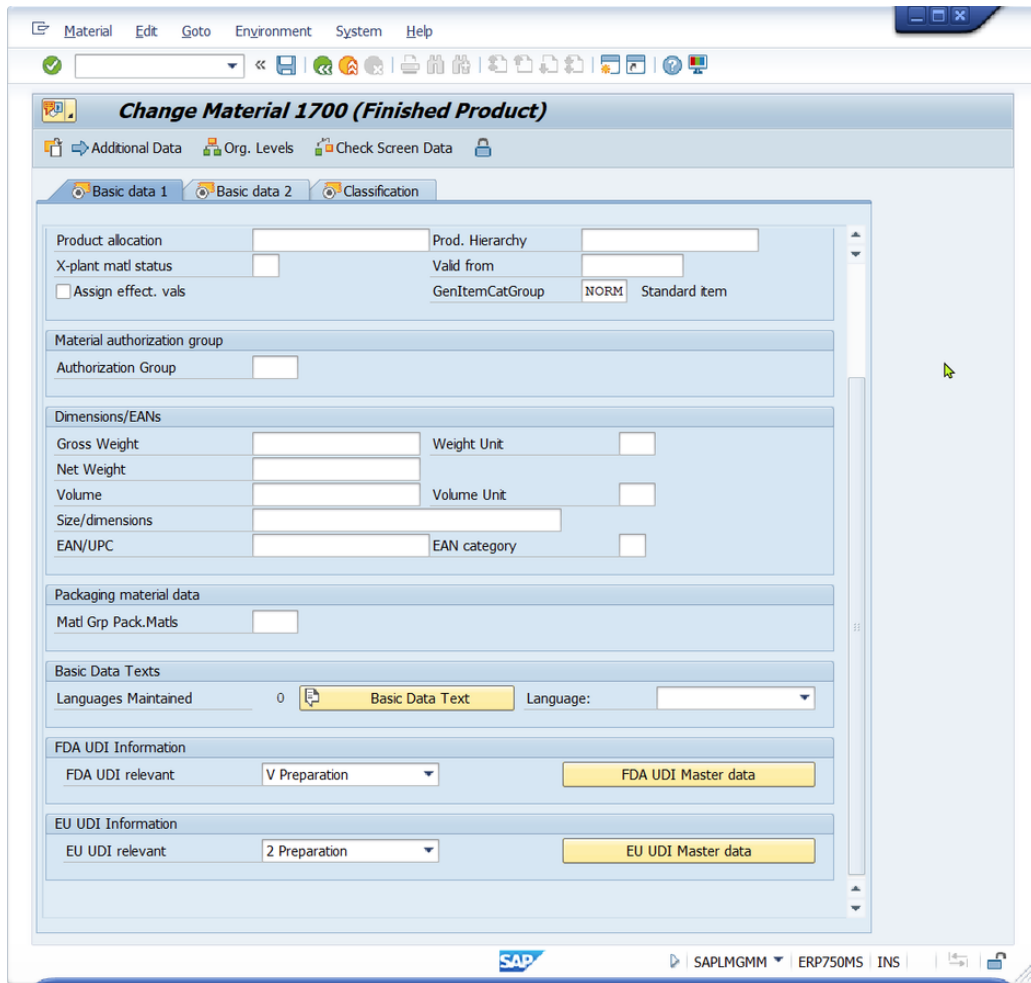 Material Edit Goto Environment System Help
Change Material 1700 (Finished Product)
Additional Data Org. Levels Check Screen Data
Basic data 1 Basic data 2 Classification
Product allocation Prod. Hierarchy
X-plant matl status Valid from
Assign effect. vals GenItemCatGroup NORM Standard item
Material authorization group
Authorization Group
Dimensions/EANs
Gross Weight Weight Unit
Net Weight
Volume Volume Unit
Size/dimensions
EAN/UPC EAN category
Packaging material data
Matl Grp Pack.Matls
Basic Data Texts
Languages Maintained 0 Basic Data Text Language:
FDA UDI Information
FDA UDI relevant V Preparation FDA UDI Master data
EU UDI Information
EU UDI relevant 2 Preparation EU UDI Master data
SAP SAPLMGMM ERP750MS INS